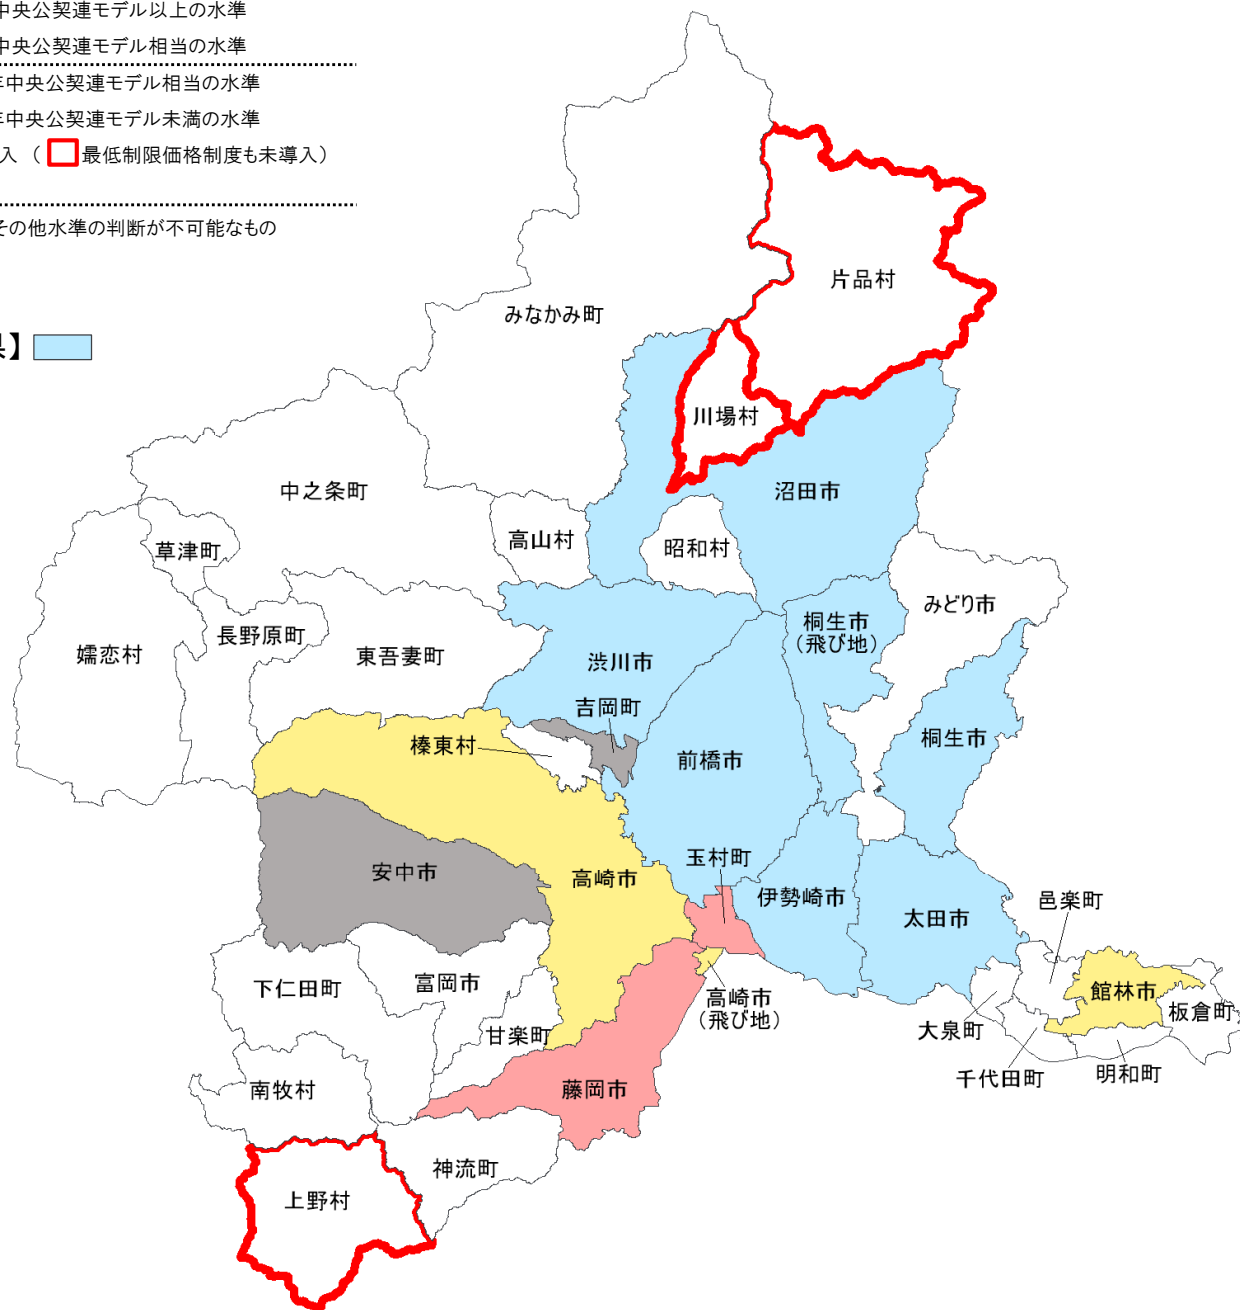 中央公契連モデル以上の水準
中央公契連モデル相当の水準
年中央公契連モデル相当の水準
年中央公契連モデル未満の水準
入 （ 最低制限価格制度も未導入）
その他水準の判断が不可能なもの
県】
片品村
みなかみ町
川場村
中之条町
沼田市
草津町
高山村
昭和村
みどり市
長野原町
桐生市
（飛び地）
嬬恋村
東吾妻町
渋川市
吉岡町
榛東村
前橋市
桐生市
玉村町
安中市
高崎市
伊勢崎市
太田市
邑楽町
下仁田町
富岡市
高崎市
（飛び地）
館林市
板倉町
甘楽町
大泉町
千代田町
明和町
南牧村
藤岡市
神流町
上野村